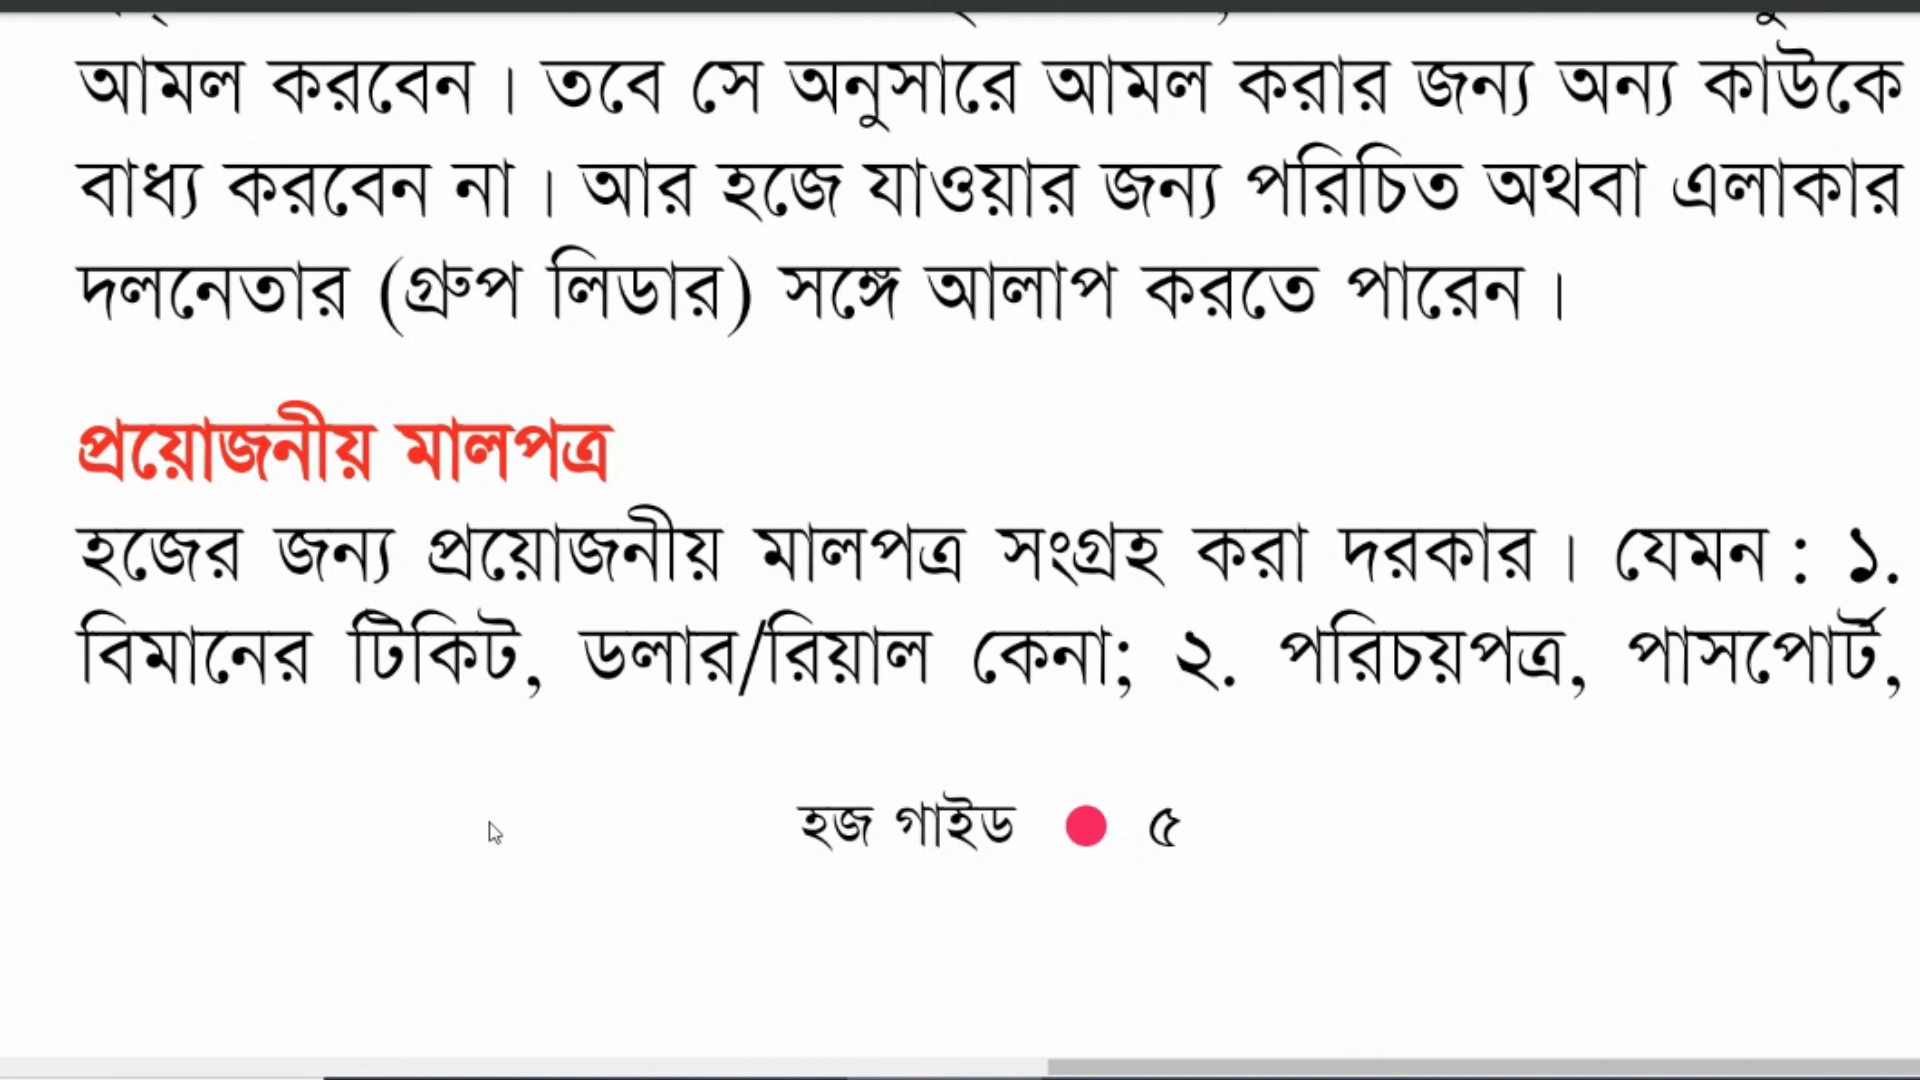 আমল করবেন। তবে সে অনুসারে আমল করার জন্য অন্য কাউকে
বাধ্য করবেন না। আর হজে যাওয়ার জন্য পরিচিত অথবা এলাকার
দলনেতার (গ্রুপ লিডার) সঙ্গে আলাপ করতে পারেন।
প্রয়োজনীয় মালপত্র
হজের জন্য প্রয়োজনীয় মালপত্র সংগ্রহ করা দরকার। যেমন : ১.
বিমানের টিকিট, ডলার/রিয়াল কেনা; ২. পরিচয়পত্র, পাসপোর্ট,
হজ গাইড ● ৫